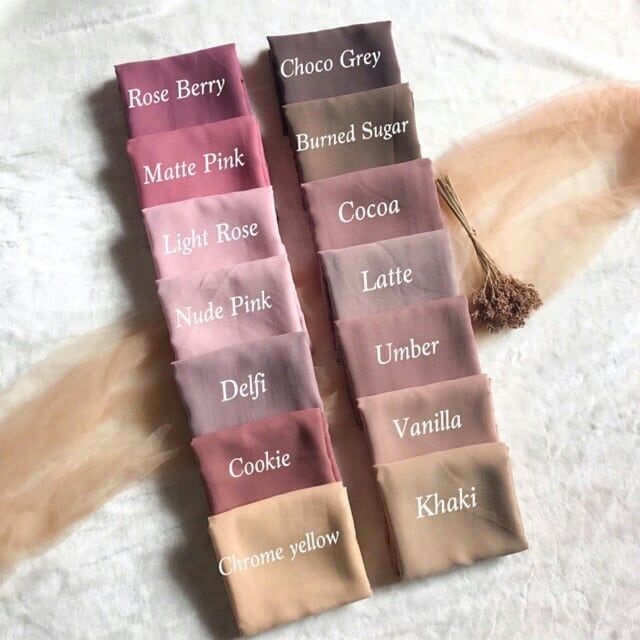 Rose Berry
Matte Pink
Light Rose
Nude Pink
Delfi
Cookie
Chrome yellow
Choco Grey
Burned Sugar
Cocoa
Latte
Umber
Vanilla
Khaki